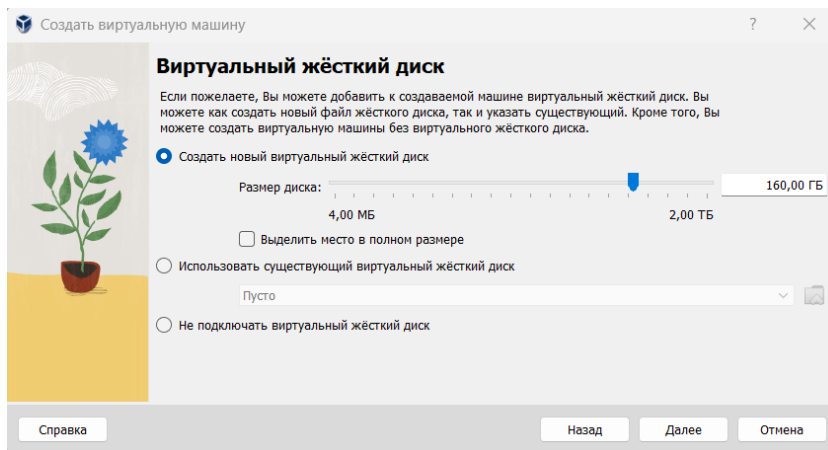 Создать виртуальную машину
Виртуальный жёсткий диск
Если пожелаете, Вы можете добавить к создаваемой машине виртуальный жёсткий диск. Вы
можете как создать новый файл жёсткого диска, так и указать существующий. Кроме того, Вы
можете создать виртуальную машины без виртуального жёсткого диска.
Создать новый виртуальный жёсткий диск
Размер диска: 160,00 ГБ
4,00 МБ 2,00 ТБ
Выделить место в полном размере
Использовать существующий виртуальный жёсткий диск
Пусто
Не подключать виртуальный жёсткий диск
Справка Назад Далее Отмена